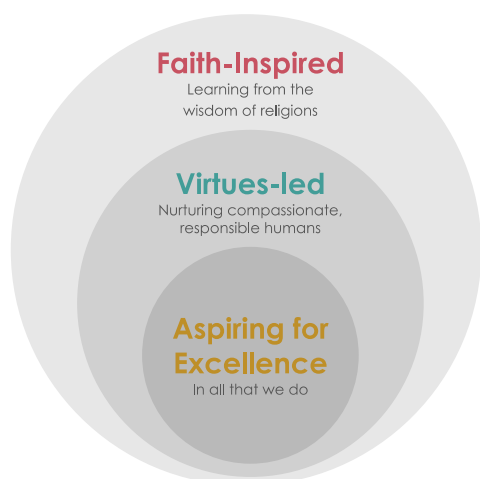 Faith-Inspired
Learning from the
wisdom of religions
Virtues-led
Nurturing compassionate,
responsible humans
Aspiring for
Excellence
In all that we do